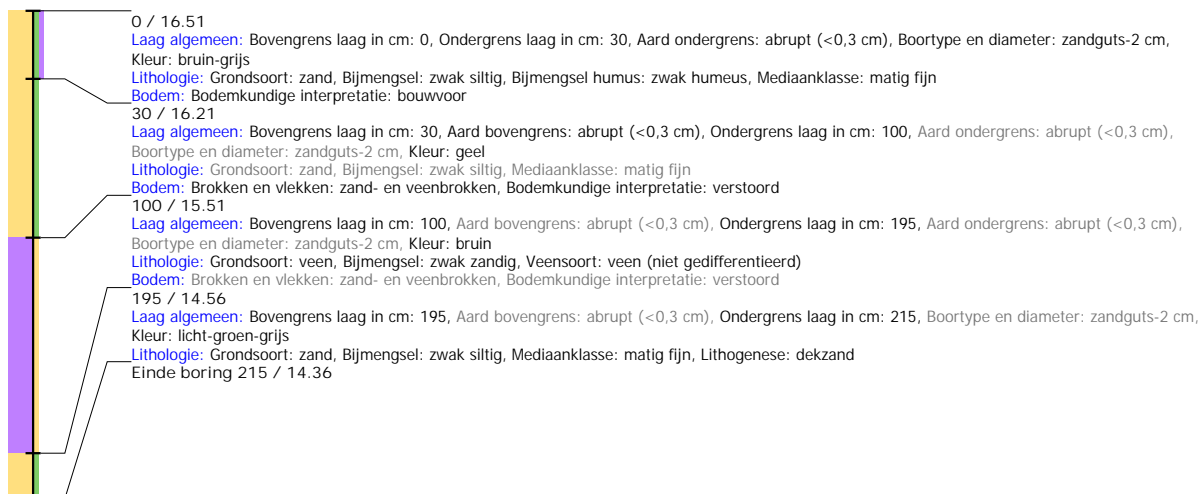 0 / 16.51
Laag algemeen: Bovengrens laag in cm: 0, Ondergrens laag in cm: 30, Aard ondergrens: abrupt (<0,3 cm), Boortype en diameter: zandguts-2 cm,
Kleur: bruin-grijs
Lithologie: Grondsoort: zand, Bijmengsel: zwak siltig, Bijmengsel humus: zwak humeus, Mediaanklasse: matig fijn
Bodem: Bodemkundige interpretatie: bouwvoor
30 / 16.21
Laag algemeen: Bovengrens laag in cm: 30, Aard bovengrens: abrupt (<0,3 cm), Ondergrens laag in cm: 100, Aard ondergrens: abrupt (<0,3 cm),
Boortype en diameter: zandguts-2 cm, Kleur: geel
Lithologie: Grondsoort: zand, Bijmengsel: zwak siltig, Mediaanklasse: matig fijn
Bodem: Brokken en vlekken: zand- en veenbrokken, Bodemkundige interpretatie: verstoord
100 / 15.51
Laag algemeen: Bovengrens laag in cm: 100, Aard bovengrens: abrupt (<0,3 cm), Ondergrens laag in cm: 195, Aard ondergrens: abrupt (<0,3 cm),
Boortype en diameter: zandguts-2 cm, Kleur: bruin
Lithologie: Grondsoort: veen, Bijmengsel: zwak zandig, Veensoort: veen (niet gedifferentieerd)
Bodem: Brokken en vlekken: zand- en veenbrokken, Bodemkundige interpretatie: verstoord
195 / 14.56
Laag algemeen: Bovengrens laag in cm: 195, Aard bovengrens: abrupt (<0,3 cm), Ondergrens laag in cm: 215, Boortype en diameter: zandguts-2 cm,
Kleur: licht-groen-grijs
Lithologie: Grondsoort: zand, Bijmengsel: zwak siltig, Mediaanklasse: matig fijn, Lithogenese: dekzand
Einde boring 215 / 14.36